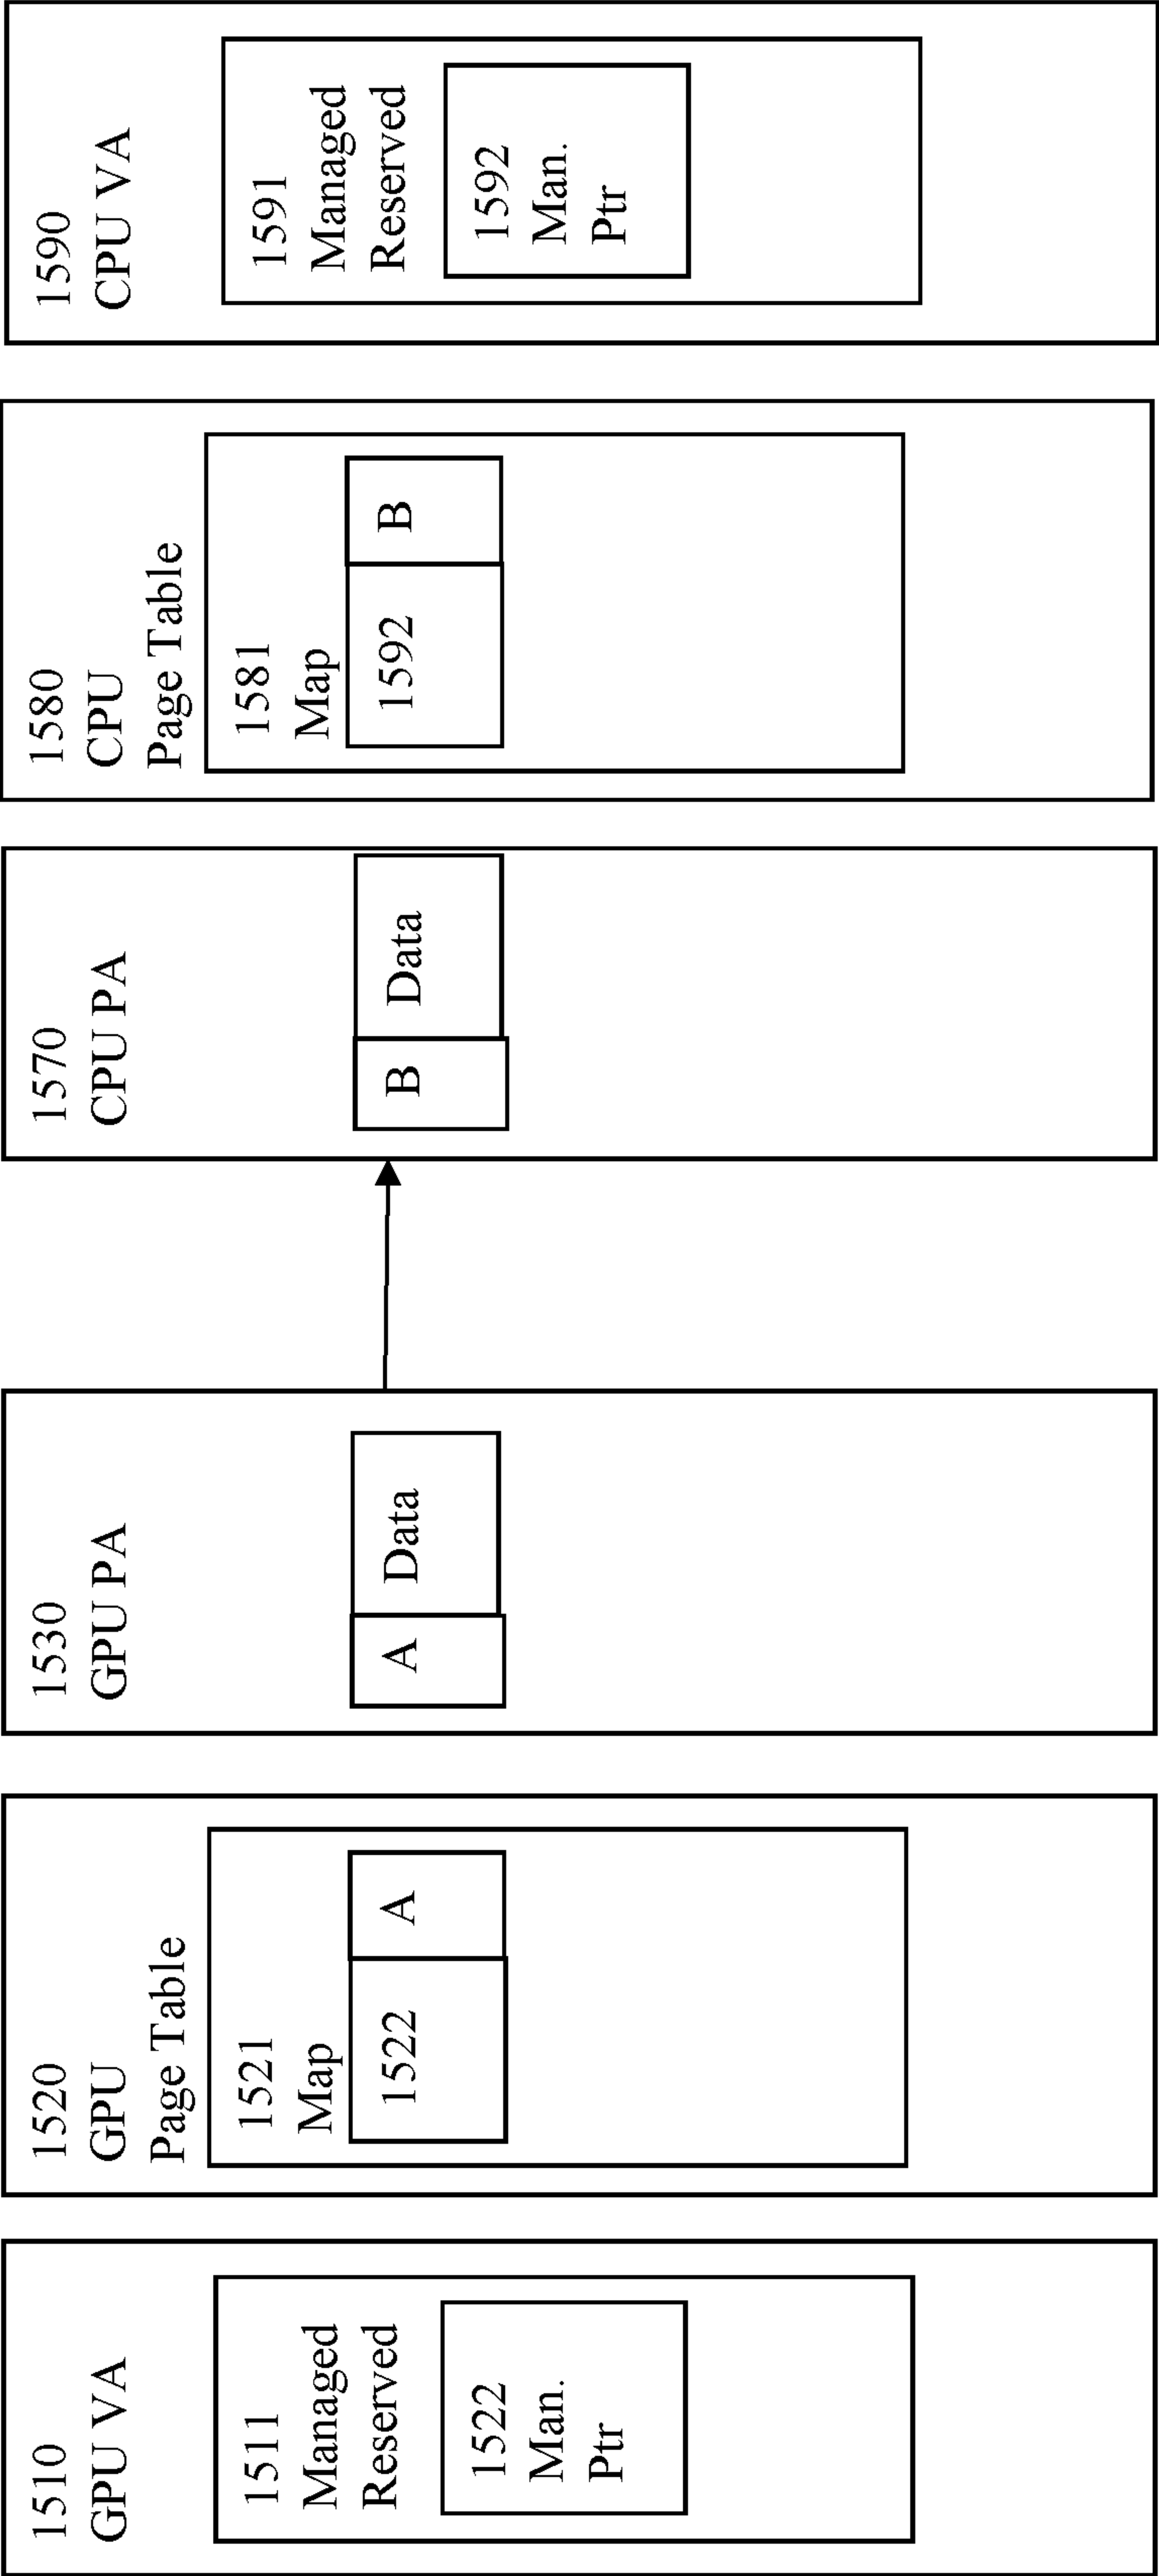 1510
GPU VA
1511
Managed
Reserved
1522
Man.
Ptr
1520
GPU
Page Table
1521
Map
1522
A
1530
GPU PA
A
Data
1570
CPU PA
B
Data
1580
CPU
Page Table
1581
Map
1592
B
1590
CPU VA
1591
Managed
Reserved
1592
Man.
Ptr